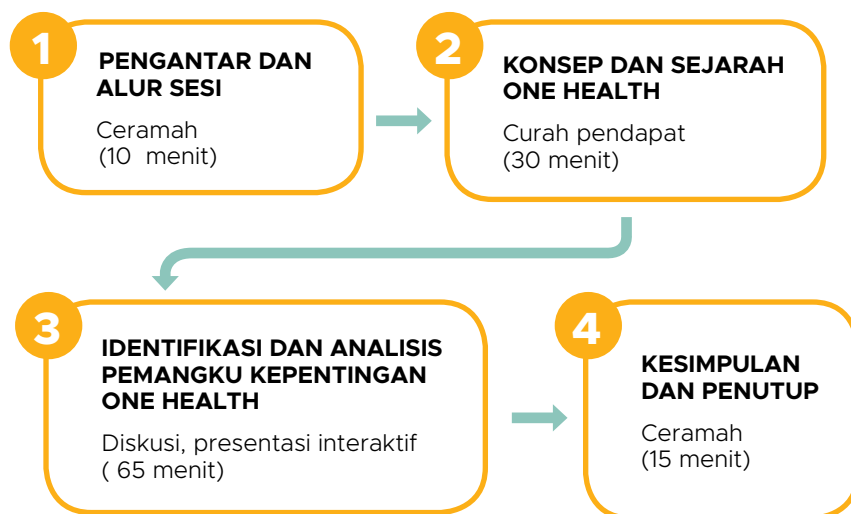 1
PENGANTAR DAN
ALUR SESI
Ceramah
(10 menit)
2
KONSEP DAN SEJARAH
ONE HEALTH
Curah pendapat
(30 menit)
3
IDENTIFIKASI DAN ANALISIS
PEMANGKU KEPENTINGAN
ONE HEALTH
Diskusi, presentasi interaktif
( 65 menit)
4
KESIMPULAN
DAN PENUTUP
Ceramah
(15 menit)